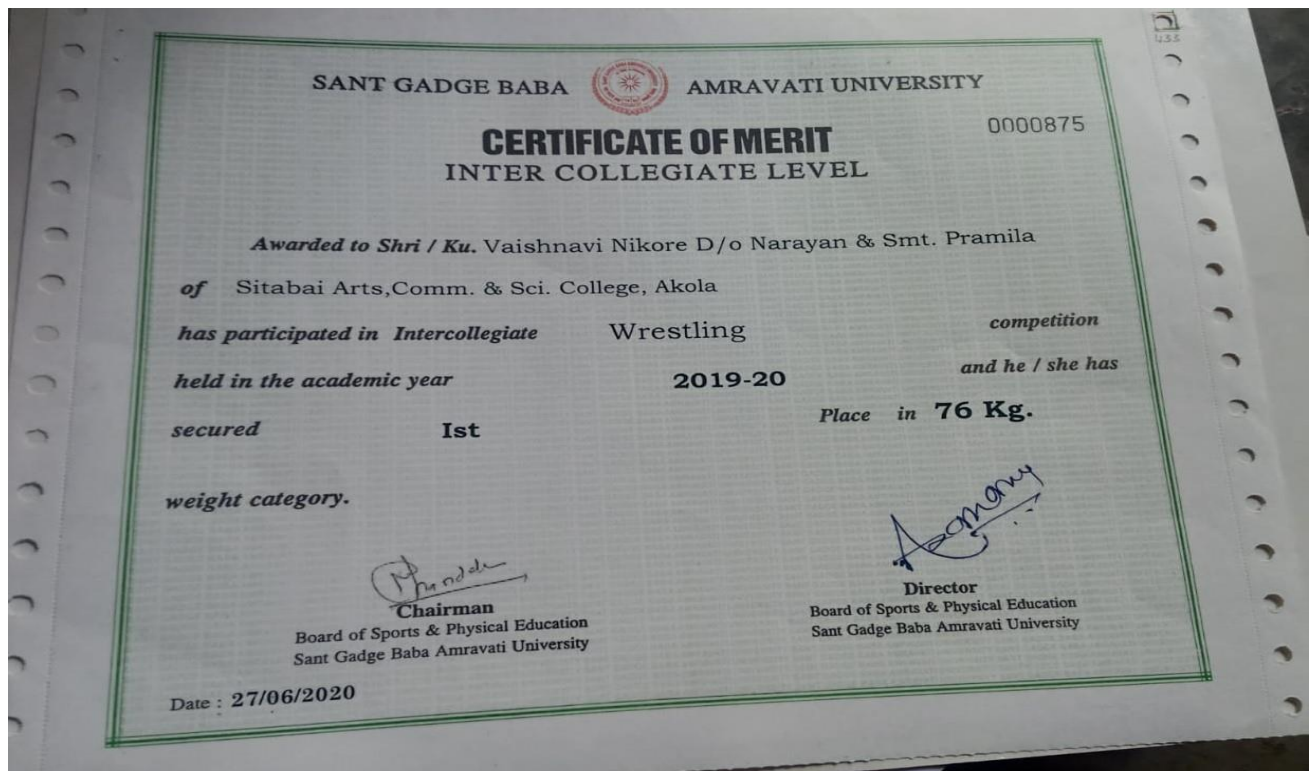 433
SANT GADGE BABA AMRAVATI UNIVERSITY
0000875
CERTIFICATE OF MERIT
INTER COLLEGIATE LEVEL
Awarded to Shri / Ku. Vaishnavi Nikore D/o Narayan & Smt. Pramila
of Sitabai Arts,Comm. & Sci. College, Akola
has participated in Intercollegiate Wrestling competition
held in the academic year 2019-20 and he / she has
secured Ist Place in 76 Kg.
weight category.
Chairman
Board of Sports & Physical Education
Sant Gadge Baba Amravati University
Director
Board of Sports & Physical Education
Sant Gadge Baba Amravati University
Date : 27/06/2020